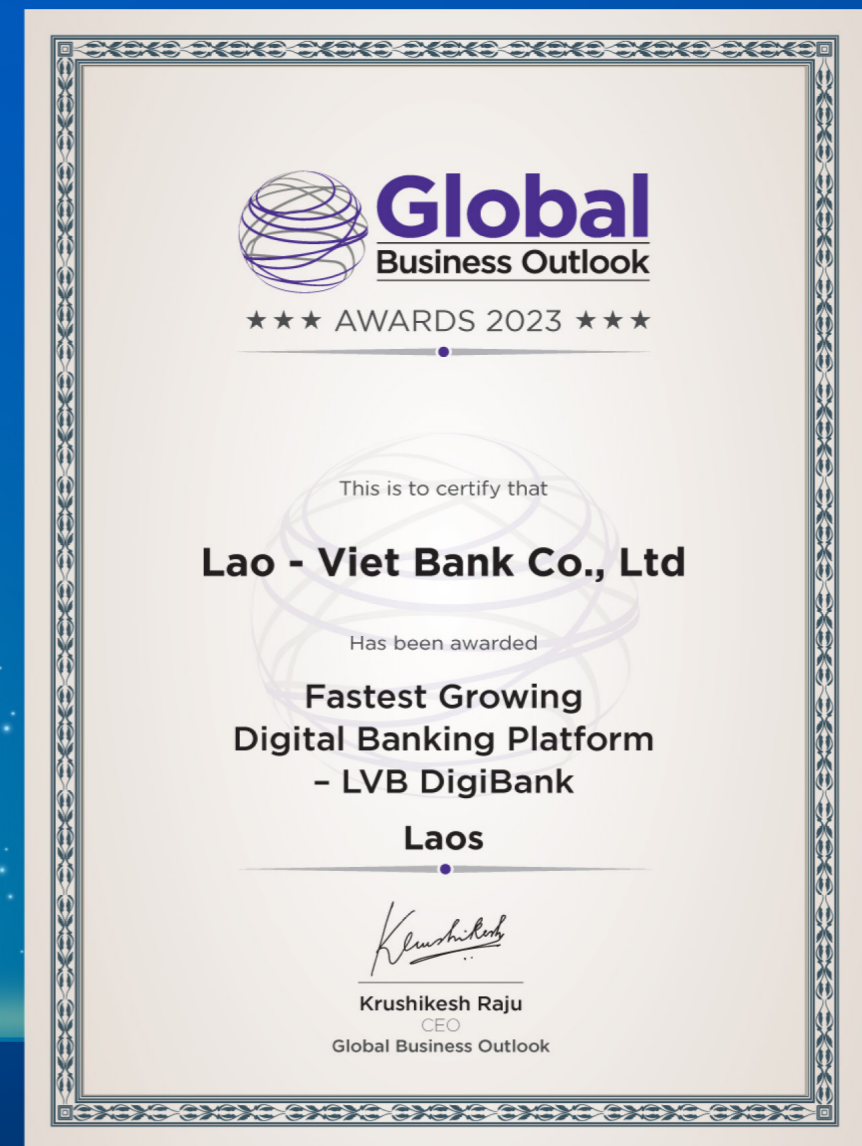 Global
Business Outlook
★★★ AWARDS 2023 ★★★
This is to certify that
Lao - Viet Bank Co., Ltd
Has been awarded
Fastest Growing
Digital Banking Platform
– LVB DigiBank
Laos
Krushikesh
Krushikesh Raju
CEO
Global Business Outlook